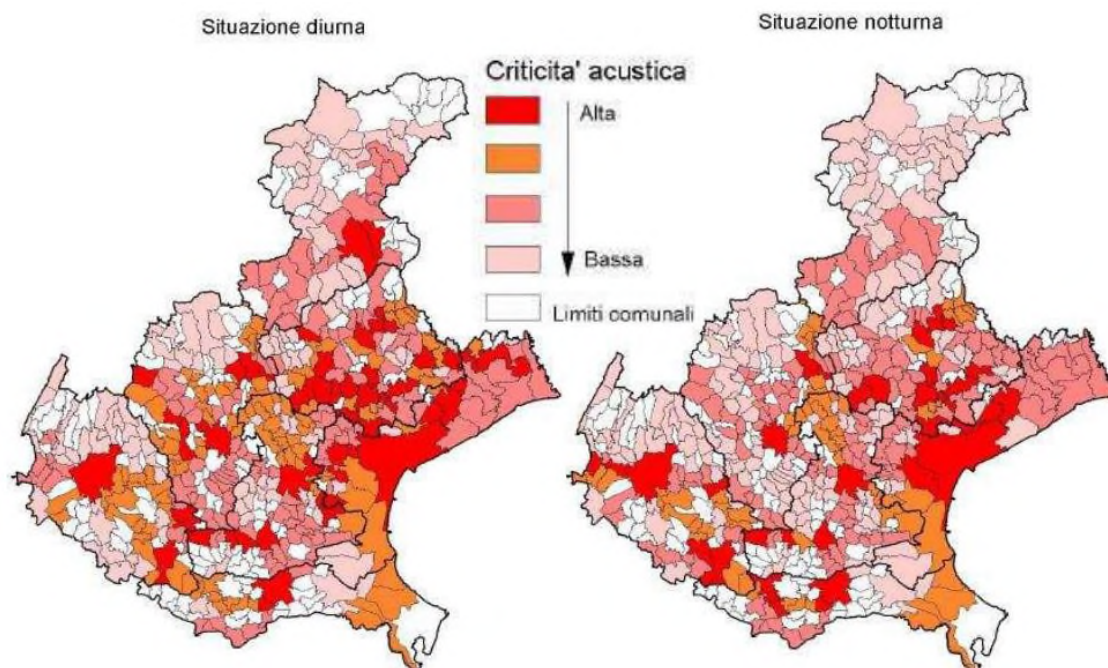 Situazione diurna
Situazione notturna
Criticita' acustica
Alta
Bassa
Limiti comunali